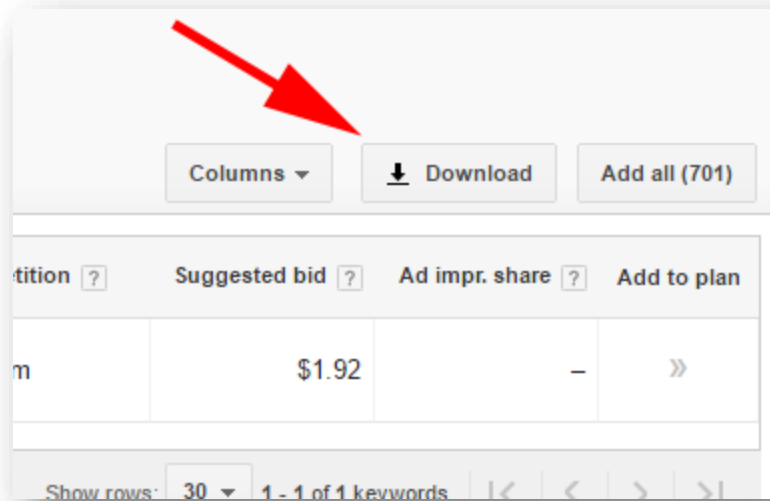 Columns Download Add all (701)
tition ? Suggested bid ? Ad impr. share ? Add to plan
m $1.92 – »
Show rows: 30 1 - 1 of 1 keywords